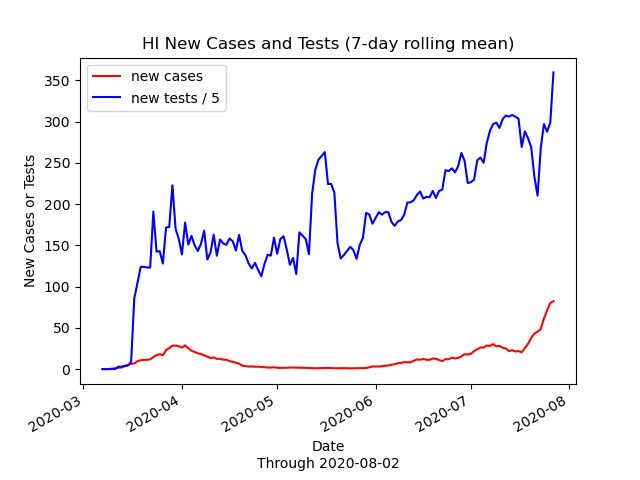 HI New Cases and Tests (7-day rolling mean)
new cases
new tests / 5
New Cases or Tests
350
300
250
200
150
100
50
0
2020-03
2020-04
2020-05
2020-06
2020-07
2020-08
Date
Through 2020-08-02